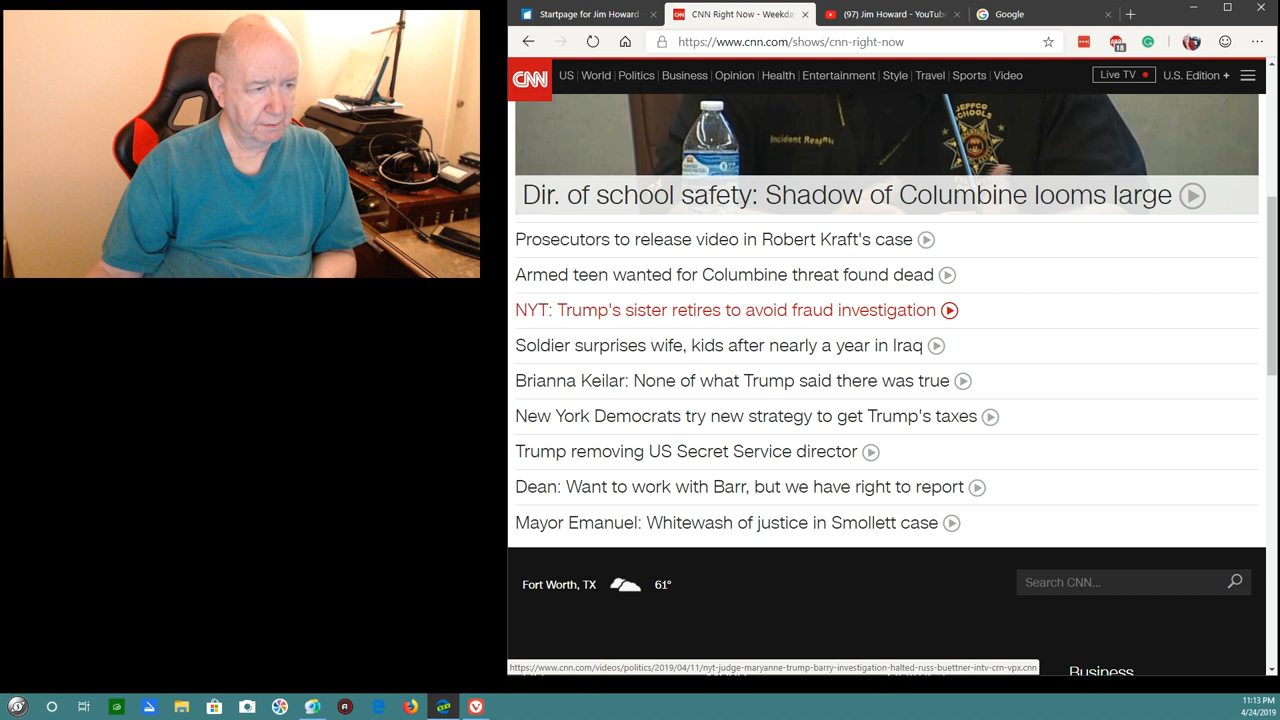 Startpage for Jim Howard
CNN Right Now - Weekda
(97) Jim Howard - YouTub
Google
https://www.cnn.com/shows/cnn-right-now
18
CNN
US World Politics Business Opinion Health Entertainment Style Travel Sports Video
Live TV
U.S. Edition +
JEFFCO
SCHOOLS
Incident Response
Dir. of school safety: Shadow of Columbine looms large
Prosecutors to release video in Robert Kraft's case
Armed teen wanted for Columbine threat found dead
NYT: Trump's sister retires to avoid fraud investigation
Soldier surprises wife, kids after nearly a year in Iraq
Brianna Keilar: None of what Trump said there was true
New York Democrats try new strategy to get Trump's taxes
Trump removing US Secret Service director
Dean: Want to work with Barr, but we have right to report
Mayor Emanuel: Whitewash of justice in Smollett case
Fort Worth, TX
61°
Search CNN...
https://www.cnn.com/videos/politics/2019/04/11/nyt-judge-maryanne-trump-barry-investigation-halted-russ-buettner-intv-crn-vpx.cnn
Business
11:13 PM
4/24/2019